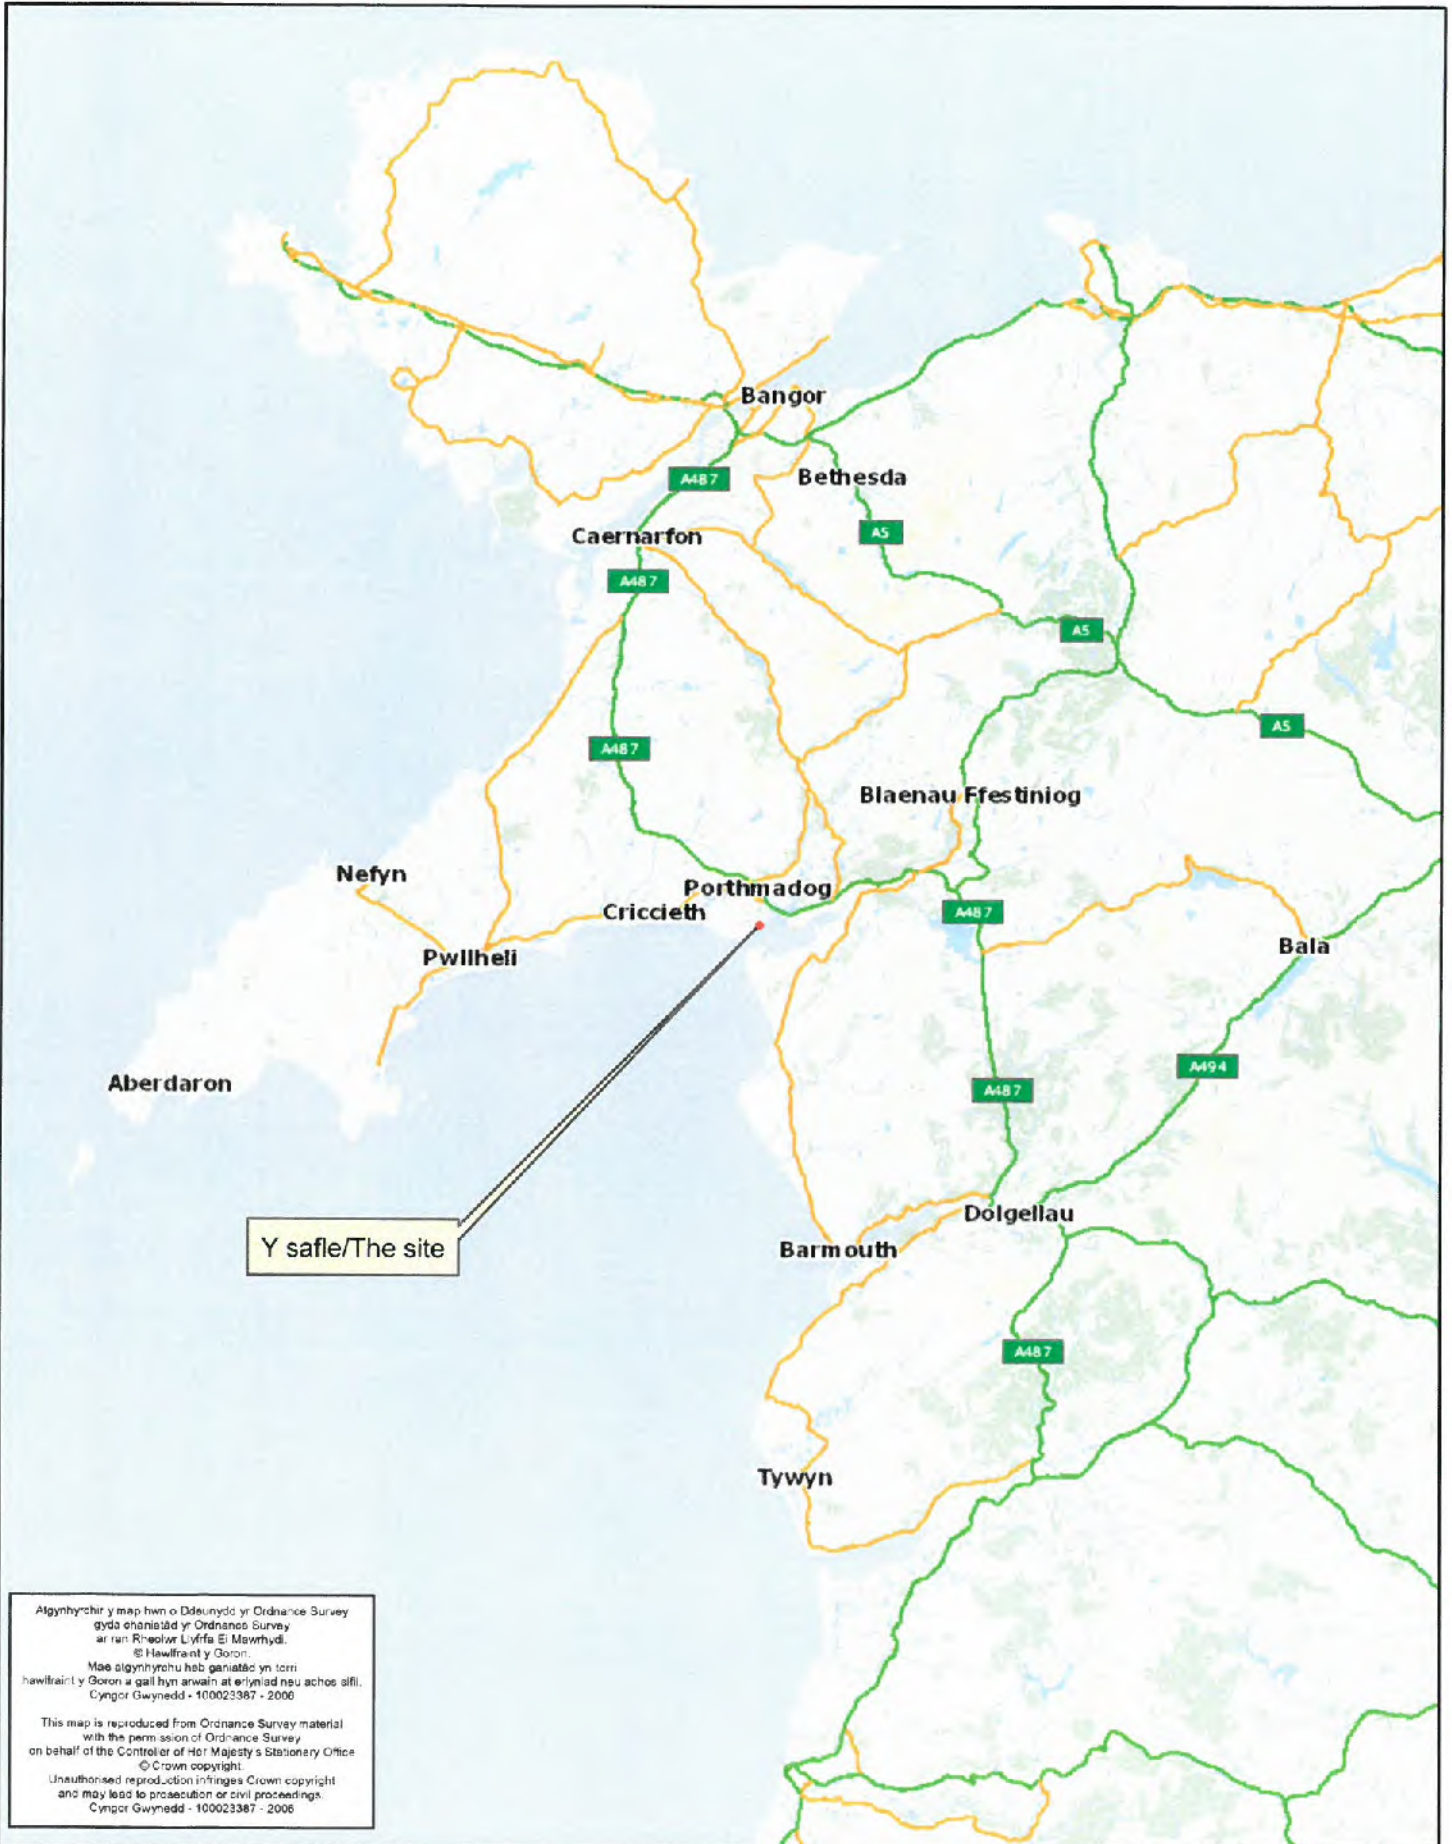 Bangor
A487
Bethesda
A5
Caernarfon
A487
A5
A5
A487
Blaenau Ffestiniog
Nefyn
Porthmadog
Criccieth
A487
Bala
Pwllheli
A494
Aberdaron
A487
Dolgellau
Y safle/The site
Barmouth
A487
Tywyn
Algynhyrchir y map hwn o Ddeunydd yr Ordnance Survey
gyda chaniatâd yr Ordnance Survey
ar ran Rheolwr Llyfrfa Ei Mawrhydi.
© Hawlfraint y Goron.
Mae algynhyrchu heb ganiatâd yn torri
hawlfraint y Goron a gall hyn arwain at erlyniad neu achos sifil.
Cyngor Gwynedd - 100023387 - 2006
This map is reproduced from Ordnance Survey material
with the permission of Ordnance Survey
on behalf of the Controller of Her Majesty's Stationery Office
© Crown copyright.
Unauthorised reproduction infringes Crown copyright
and may lead to prosecution or civil proceedings.
Cyngor Gwynedd - 100023387 - 2006